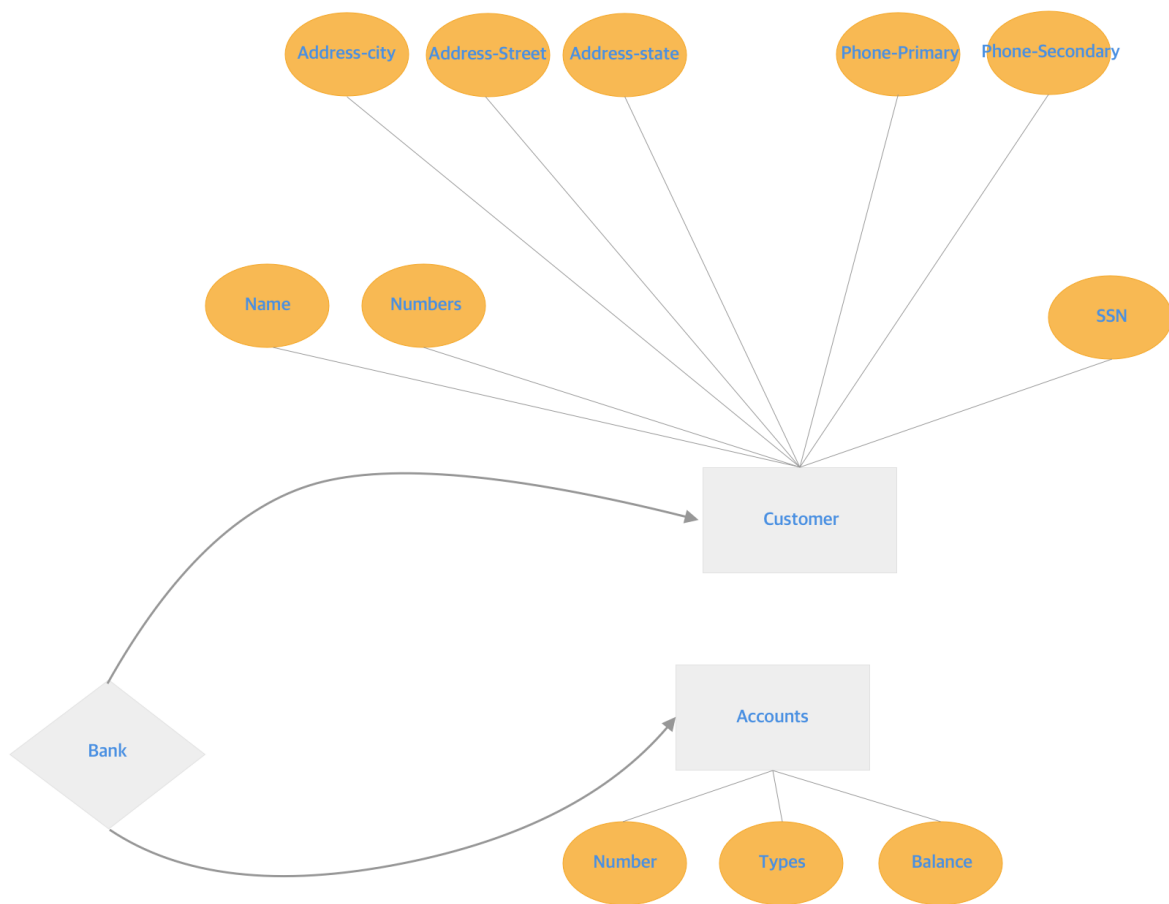 Address-city
Address-Street
Address-state
Phone-Primary
Phone-Secondary
Name
Numbers
SSN
Customer
Accounts
Bank
Number
Types
Balance